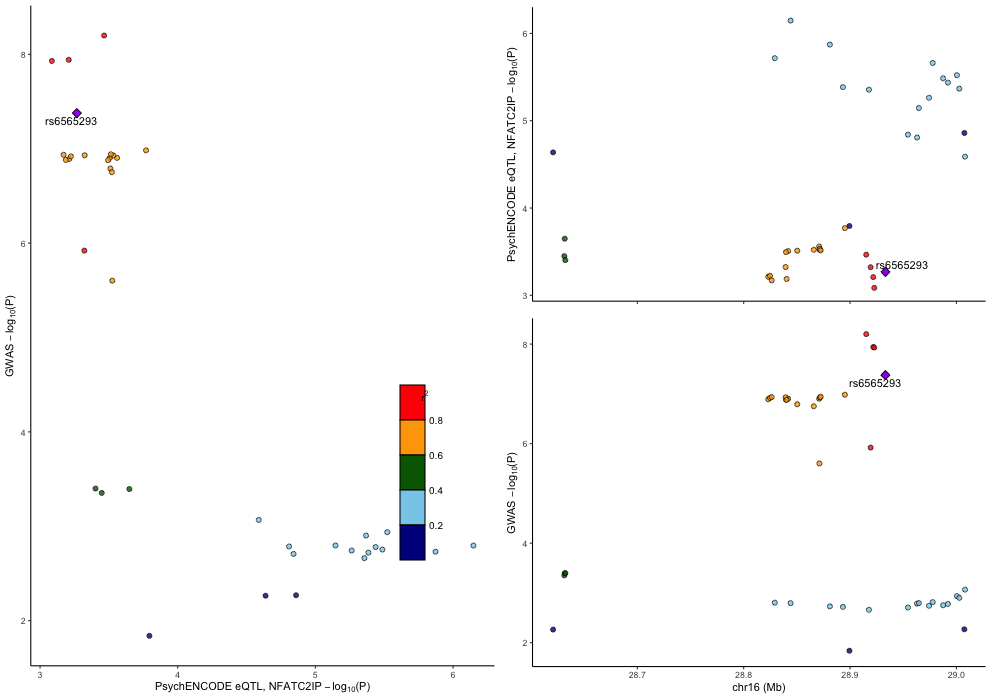 8
6
4
2
GWAS − log10(P)
rs6565293
r2
0.8
0.6
0.4
0.2
3
4
5
6
PsychENCODE eQTL, NFATC2IP − log10(P)
6
5
4
3
PsychENCODE eQTL, NFATC2IP − log10(P)
rs6565293
8
6
4
2
GWAS − log10(P)
rs6565293
28.7
28.8
28.9
29.0
chr16 (Mb)